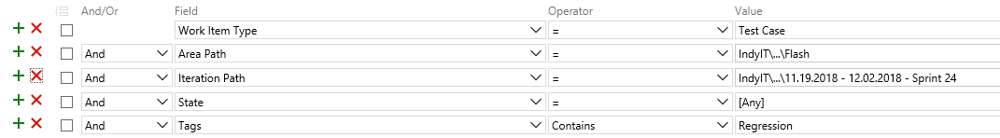 And/Or Field Operator Value
Work Item Type = Test Case
And Area Path = IndyIT\...\Flash
And Iteration Path = IndyIT\...\11.19.2018 - 12.02.2018 - Sprint 24
And State = [Any]
And Tags Contains Regression